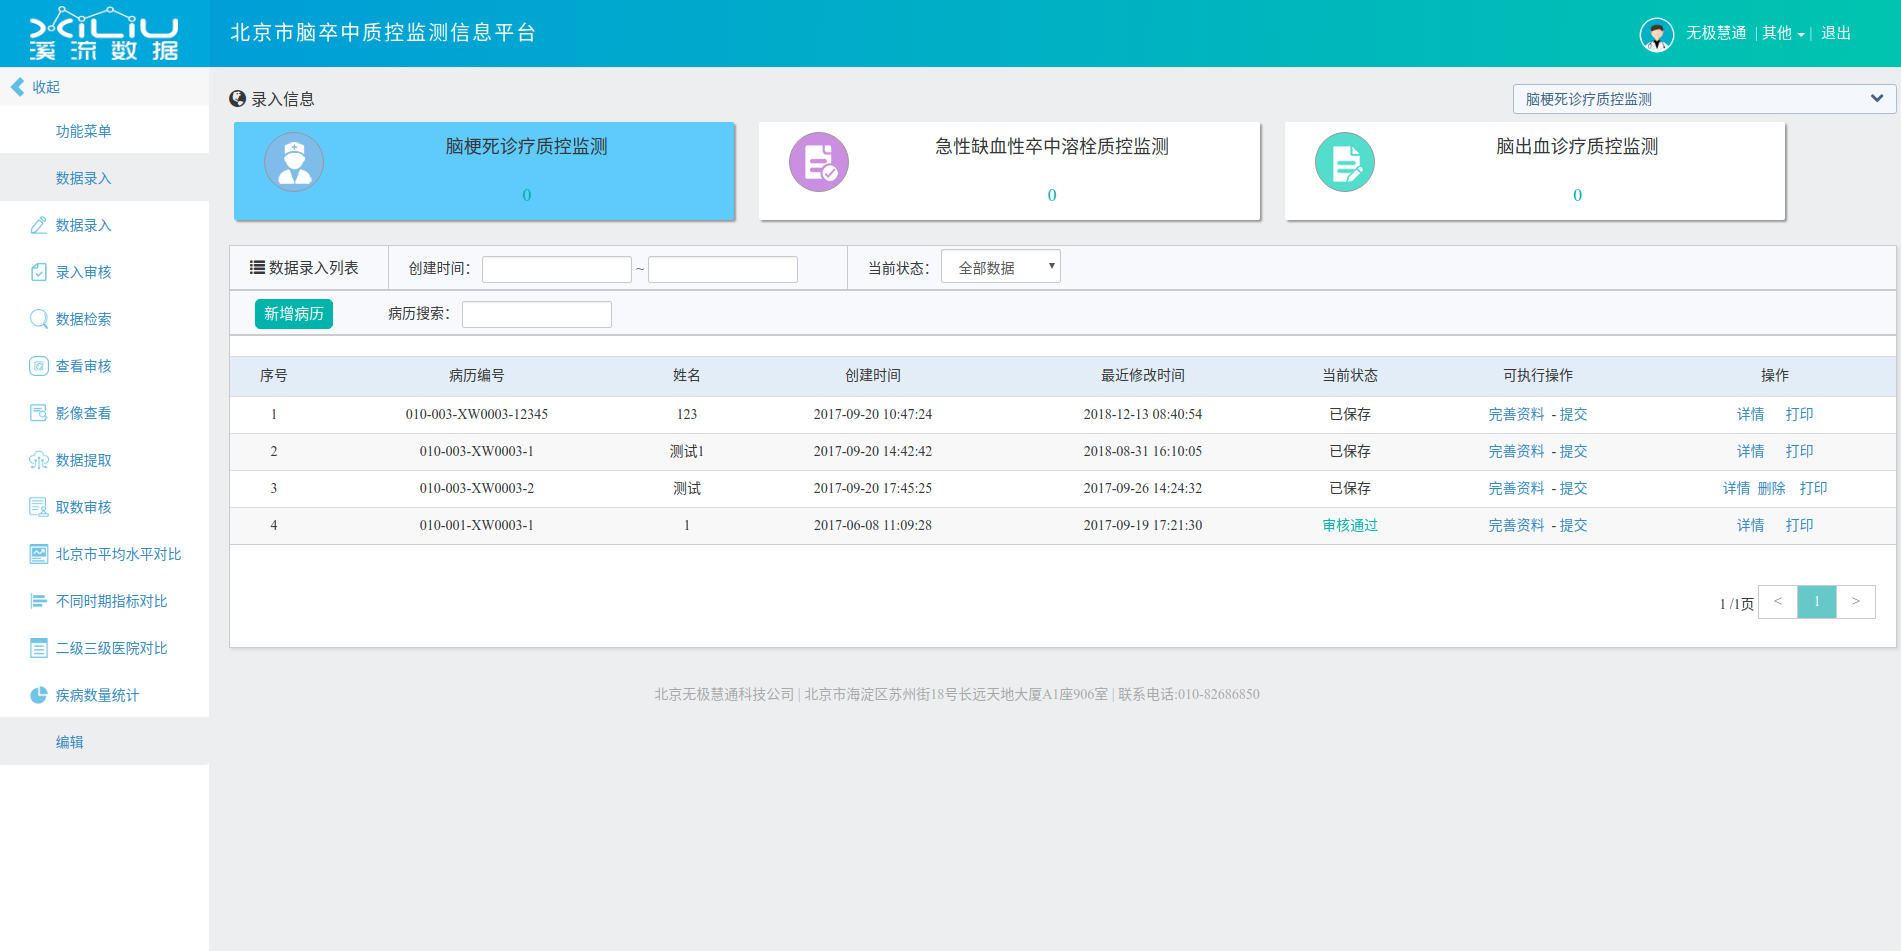 XILIU
溪流数据
北京市脑卒中质控监测信息平台
无极慧通 | 其他 | 退出
收起
功能菜单
数据录入
数据录入
录入审核
数据检索
查看审核
影像查看
数据提取
取数审核
北京市平均水平对比
不同时期指标对比
二级三级医院对比
疾病数量统计
编辑
录入信息
脑梗死诊疗质控监测
脑梗死诊疗质控监测
0
急性缺血性卒中溶栓质控监测
0
脑出血诊疗质控监测
0
数据录入列表 创建时间: ~ 当前状态: 全部数据
新增病历 病历搜索:
序号 病历编号 姓名 创建时间 最近修改时间 当前状态 可执行操作 操作
1 010-003-XW0003-12345 123 2017-09-20 10:47:24 2018-12-13 08:40:54 已保存 完善资料 - 提交 详情 打印
2 010-003-XW0003-1 测试1 2017-09-20 14:42:42 2018-08-31 16:10:05 已保存 完善资料 - 提交 详情 打印
3 010-003-XW0003-2 测试 2017-09-20 17:45:25 2017-09-26 14:24:32 已保存 完善资料 - 提交 详情 删除 打印
4 010-001-XW0003-1 1 2017-06-08 11:09:28 2017-09-19 17:21:30 审核通过 完善资料 - 提交 详情 打印
1 /1页 < 1 >
北京无极慧通科技公司 | 北京市海淀区苏州街18号长远天地大厦A1座906室 | 联系电话:010-82686850